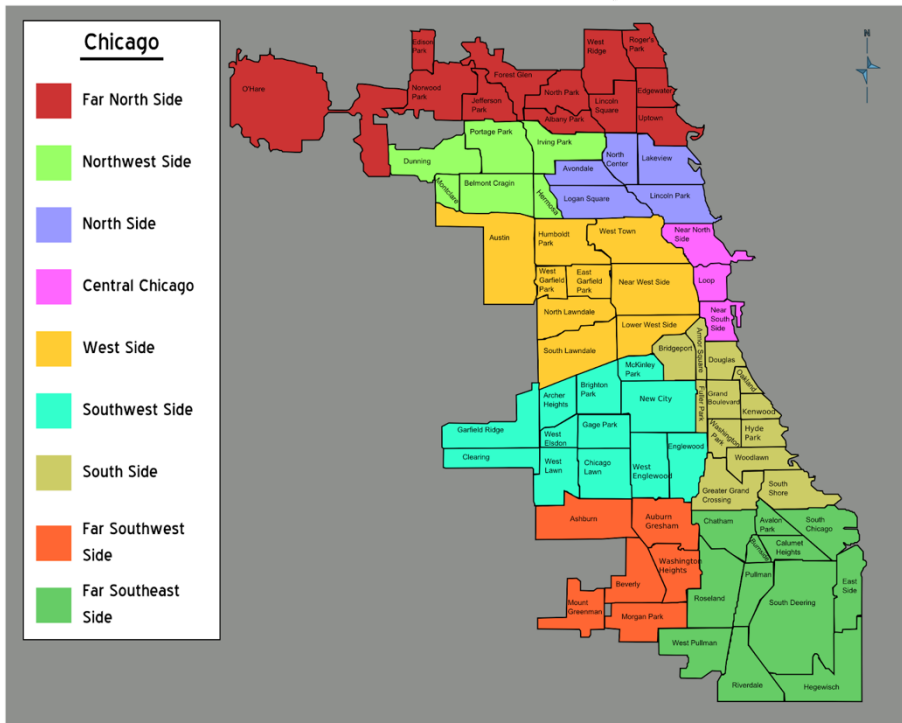 Chicago
Far North Side
Northwest Side
North Side
Central Chicago
West Side
Southwest Side
South Side
Far Southwest
Side
Far Southeast
Side
N
O'Hare
Edison
Park
Norwood
Park
Jefferson
Park
Forest Glen
North Park
Albany Park
West
Ridge
Roger's
Park
Lincoln
Square
Edgewater
Uptown
Dunning
Portage Park
Irving Park
Montclare
Belmont Cragin
Hermosa
Avondale
North
Center
Lakeview
Logan Square
Lincoln Park
Near North
Side
Loop
Near
South
Side
Austin
Humboldt
Park
West Town
West
Garfield
Park
East
Garfield
Park
Near West Side
North Lawndale
South Lawndale
Lower West Side
McKinley
Park
Brighton
Park
Archer
Heights
New City
Garfield Ridge
Clearing
West
Elsdon
Gage Park
West
Lawn
Chicago
Lawn
West
Englewood
Englewood
Bridgeport
Armor Square
Douglas
Oakland
Fuller Park
Grand
Boulevard
Kenwood
Washington
Park
Hyde
Park
Woodlawn
Greater Grand
Crossing
South
Shore
Ashburn
Auburn
Gresham
Washington
Heights
Beverly
Mount
Greenman
Morgan Park
Chatham
Avalon
Park
South
Chicago
Burnside
Calumet
Heights
Roseland
Pullman
South Deering
East
Side
West Pullman
Riverdale
Hegewisch